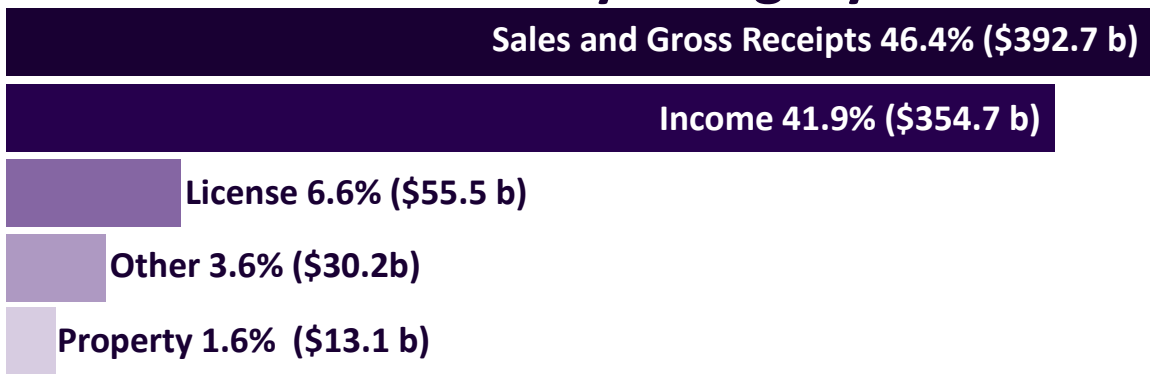 Sales and Gross Receipts 46.4% ($392.7 b)
Income 41.9% ($354.7 b)
License 6.6% ($55.5 b)
Other 3.6% ($30.2b)
Property 1.6%  ($13.1 b)